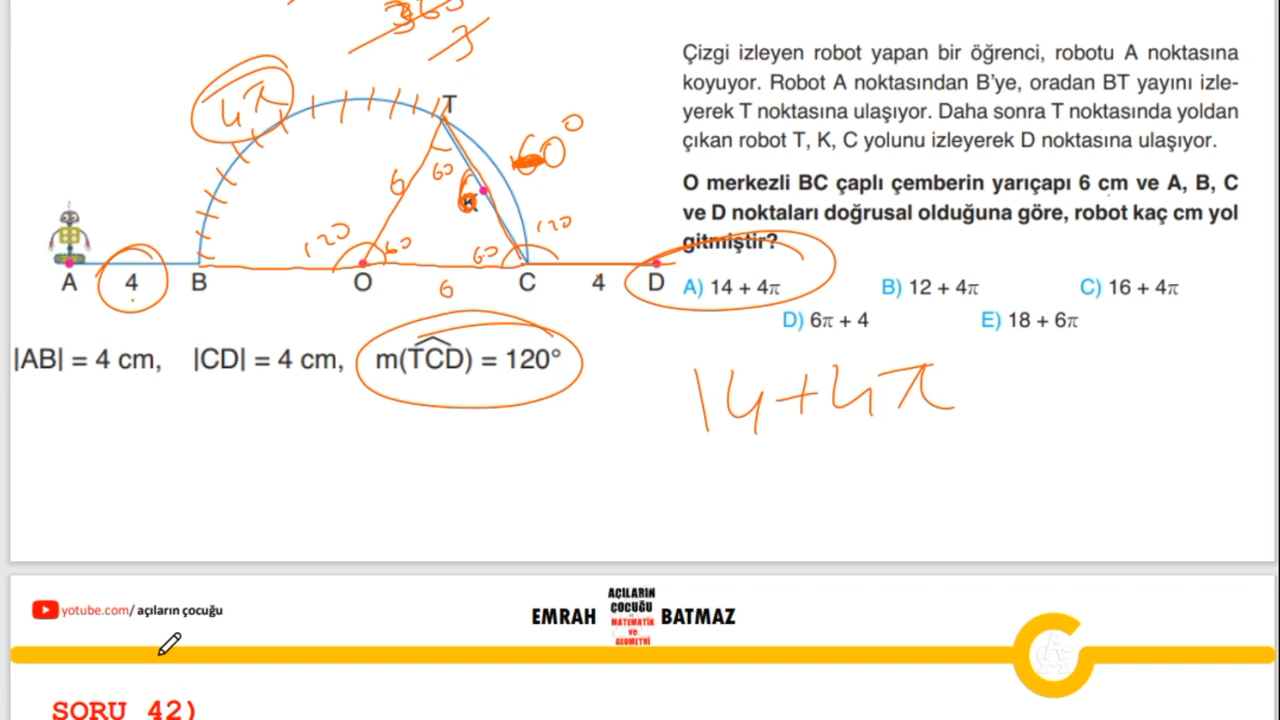 360
3
Çizgi izleyen robot yapan bir öğrenci, robotu A noktasına
koyuyor. Robot A noktasından B'ye, oradan BT yayını izle-
yerek T noktasına ulaşıyor. Daha sonra T noktasında yoldan
çıkan robot T, K, C yolunu izleyerek D noktasına ulaşıyor.
O merkezli BC çaplı çemberin yarıçapı 6 cm ve A, B, C
ve D noktaları doğrusal olduğuna göre, robot kaç cm yol
gitmiştir?
A) 14 + 4π B) 12 + 4π C) 16 + 4π
D) 6π + 4 E) 18 + 6π
4π T
60°
6 60 6
120 60 60 120
A 4 B O 6 C 4 D
|AB| = 4 cm, |CD| = 4 cm, m(TCD) = 120°
14+4π
yotube.com/ açıların çocuğu
EMRAH AÇILARIN ÇOCUĞU MATEMATİK ve GEOMETRİ BATMAZ
SORU 42)